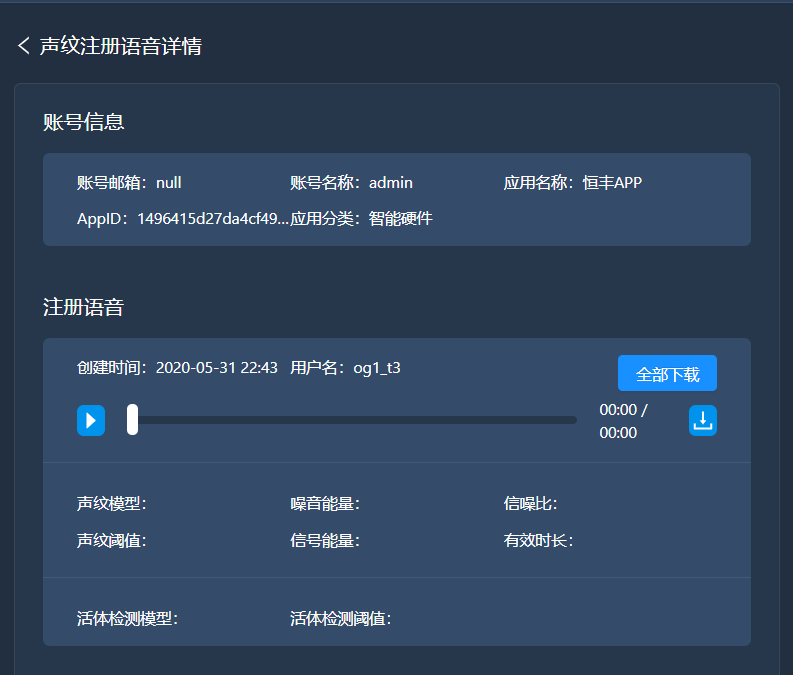 声纹注册语音详情
账号信息
账号邮箱：null 账号名称：admin 应用名称：恒丰APP
AppID：1496415d27da4cf49... 应用分类：智能硬件
注册语音
创建时间：2020-05-31 22:43 用户名：og1_t3 全部下载
00:00 /
00:00
声纹模型： 噪音能量： 信噪比：
声纹阈值： 信号能量： 有效时长：
活体检测模型： 活体检测阈值：